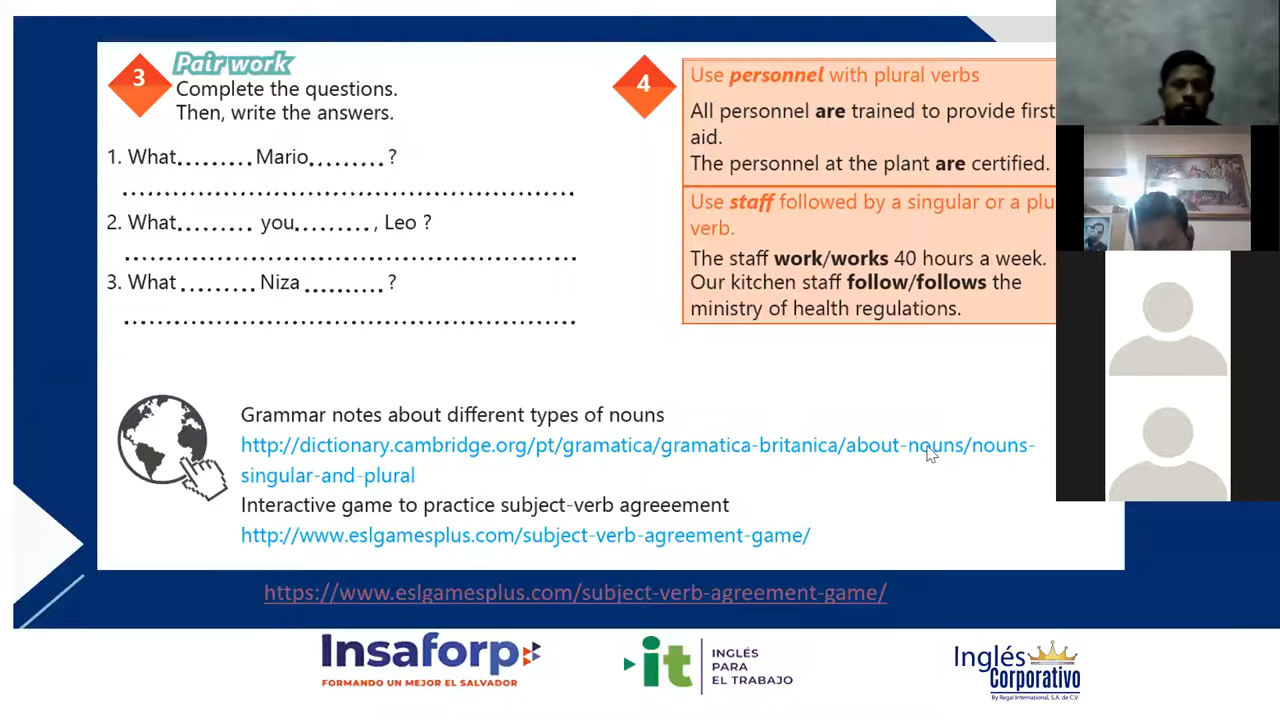 3
Pair work
Complete the questions.
Then, write the answers.
1. What......... Mario......... ?
2. What......... you........., Leo ?
3. What ......... Niza ......... ?
4
Use personnel with plural verbs
All personnel are trained to provide first
aid.
The personnel at the plant are certified.
Use staff followed by a singular or a plu
verb.
The staff work/works 40 hours a week.
Our kitchen staff follow/follows the
ministry of health regulations.
Grammar notes about different types of nouns
http://dictionary.cambridge.org/pt/gramatica/gramatica-britanica/about-nouns/nouns-
singular-and-plural
Interactive game to practice subject-verb agreeement
http://www.eslgamesplus.com/subject-verb-agreement-game/
https://www.eslgamesplus.com/subject-verb-agreement-game/
Insaforp
FORMANDO UN MEJOR EL SALVADOR
it
INGLÉS
PARA
EL TRABAJO
Inglés
Corporativo
By Regal International, S.A. de C.V.